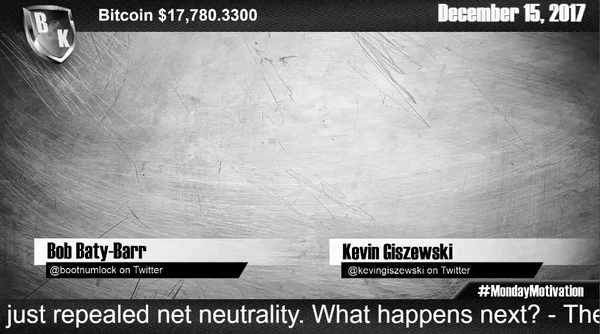 B K
Bitcoin $17,780.3300
December 15, 2017
Bob Baty-Barr
@bootnumlock on Twitter
Kevin Giszewski
@kevingiszewski on Twitter
#MondayMotivation
just repealed net neutrality. What happens next? - The